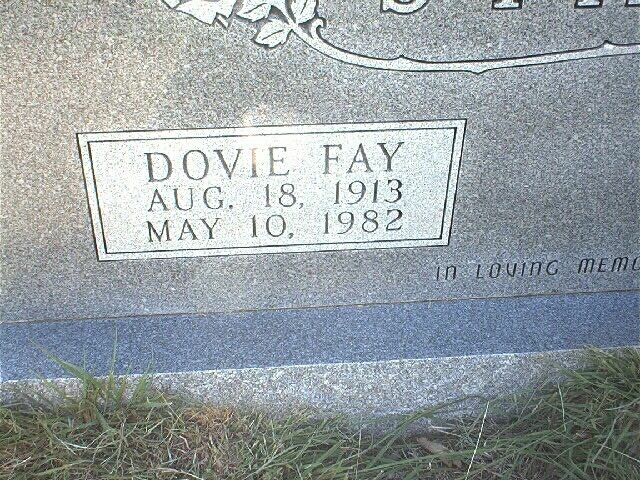 DOVIE FAY
AUG. 18, 1913
MAY 10, 1982
IN LOVING